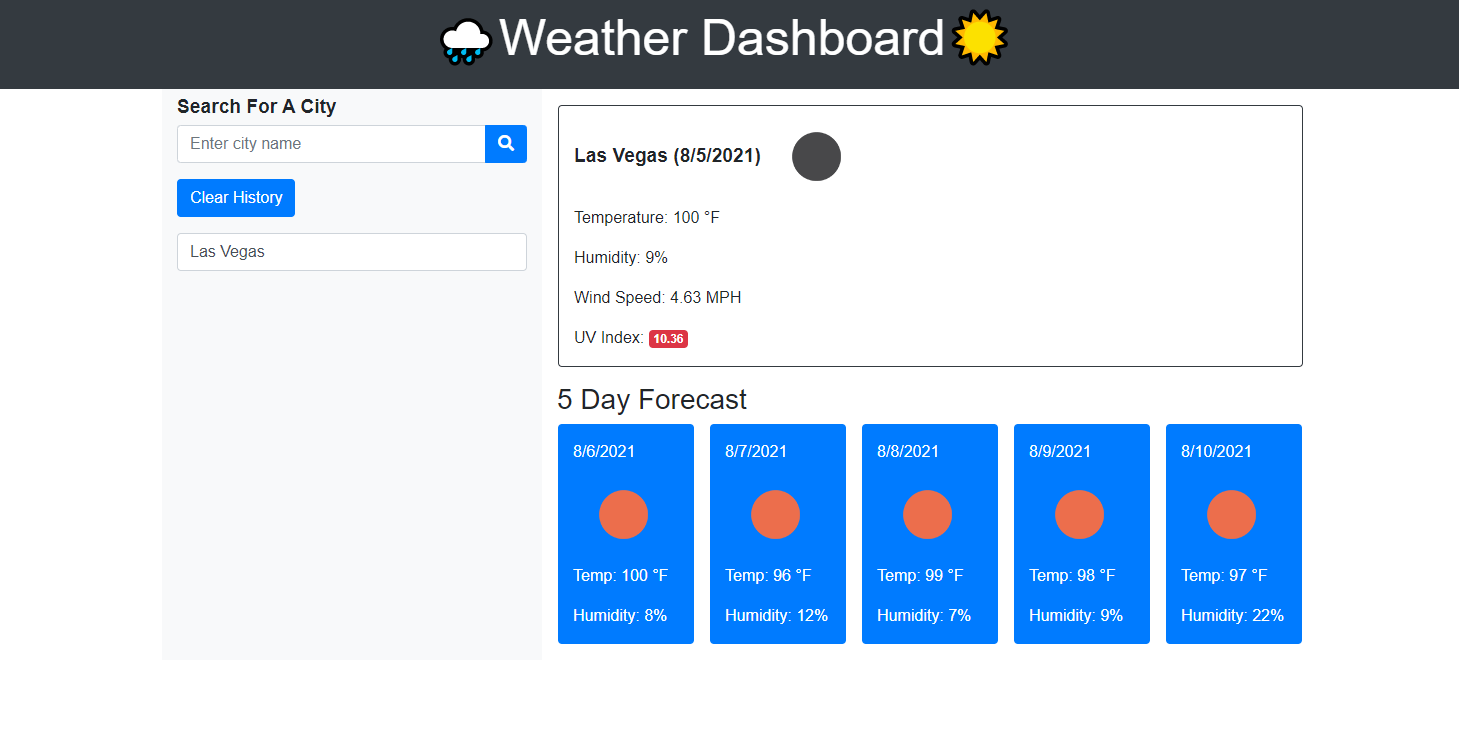 Weather Dashboard
Search For A City
Enter city name
Clear History
Las Vegas
Las Vegas (8/5/2021)
Temperature: 100 °F
Humidity: 9%
Wind Speed: 4.63 MPH
UV Index: 10.36
5 Day Forecast
8/6/2021
Temp: 100 °F
Humidity: 8%
8/7/2021
Temp: 96 °F
Humidity: 12%
8/8/2021
Temp: 99 °F
Humidity: 7%
8/9/2021
Temp: 98 °F
Humidity: 9%
8/10/2021
Temp: 97 °F
Humidity: 22%